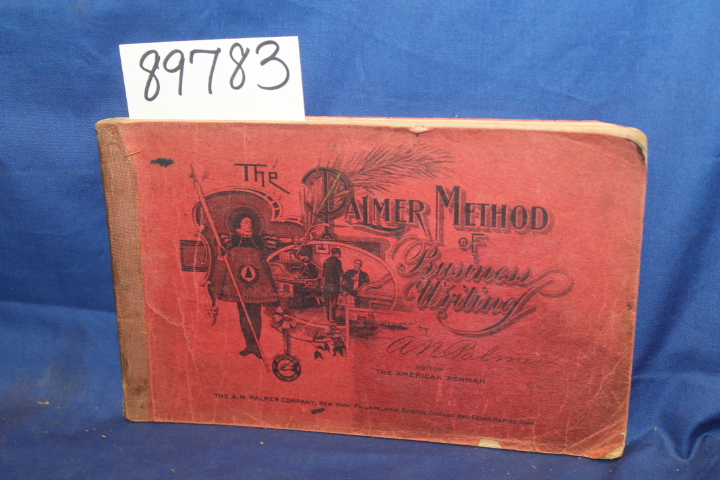 89783
The Palmer Method
of
Business
Writing
by
A.N. Palmer
EDITOR
THE AMERICAN PENMAN
THE A. N. PALMER COMPANY, NEW YORK, PHILADELPHIA, BOSTON, CHICAGO AND CEDAR RAPIDS, IOWA